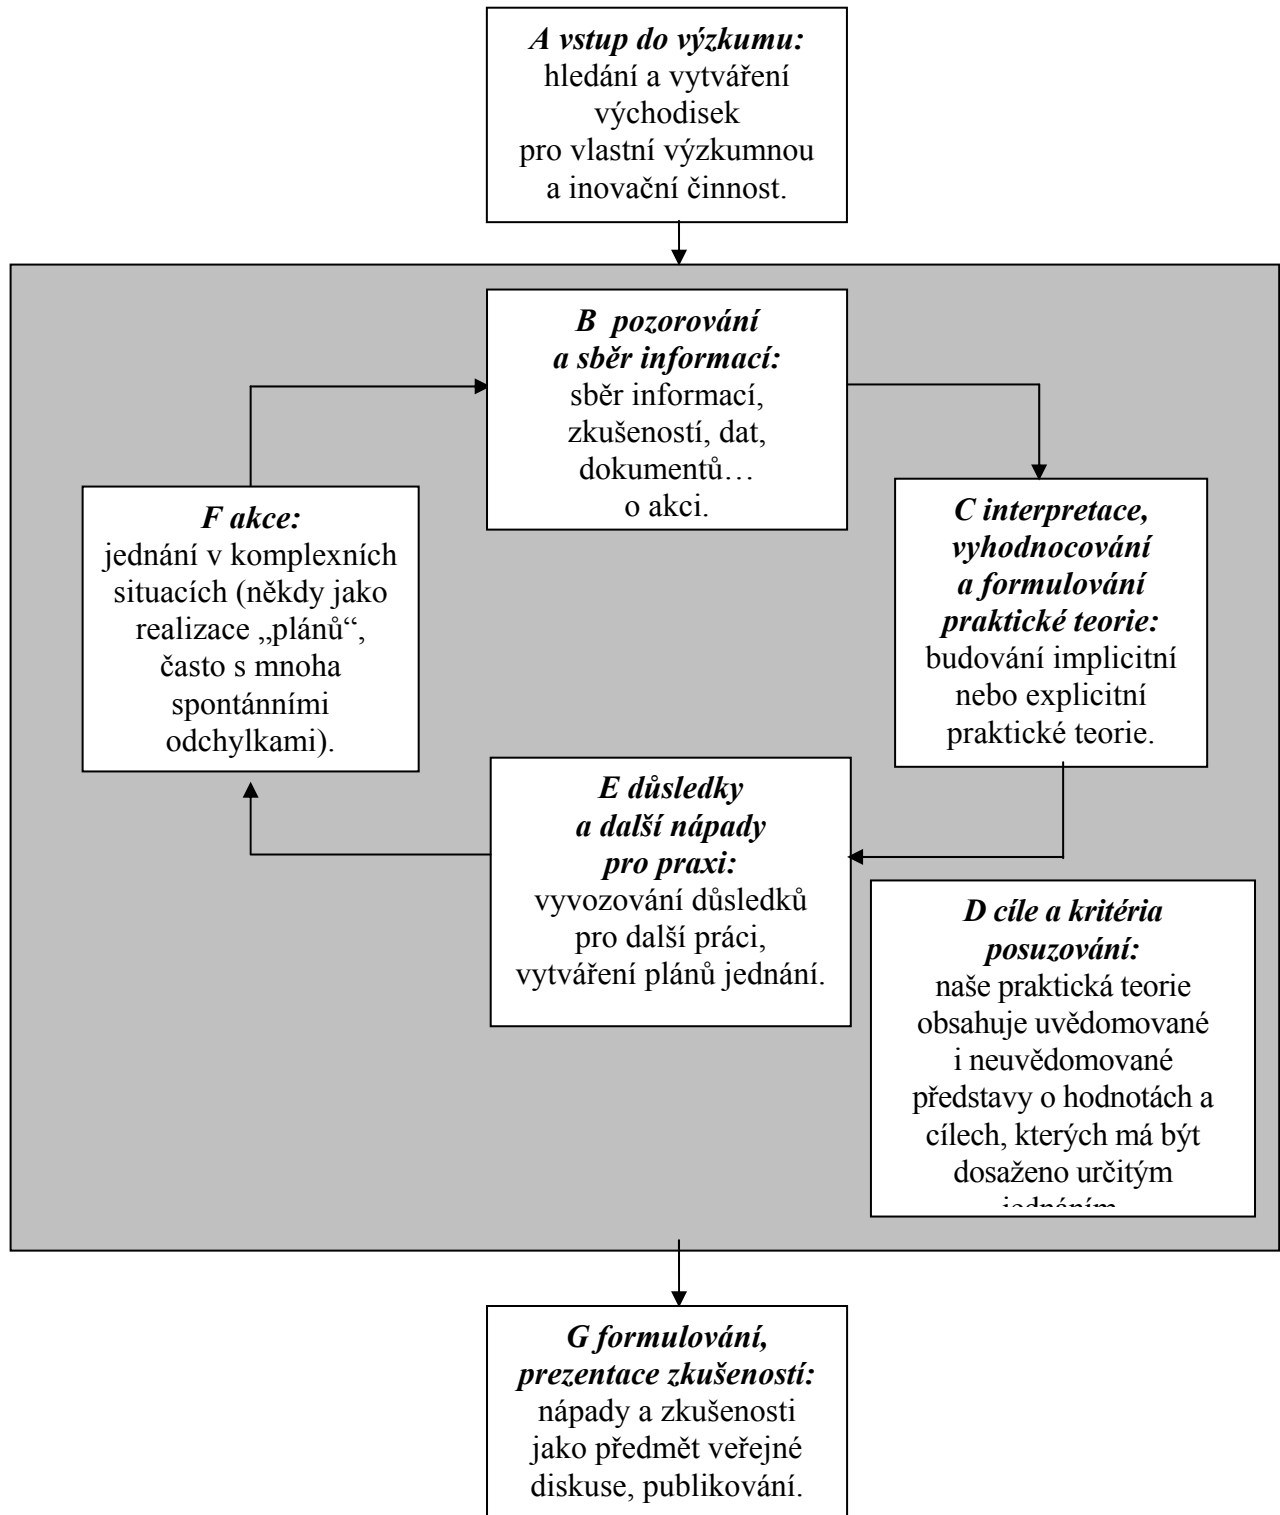 A vstup do výzkumu:
hledání a vytváření
východisek
pro vlastní výzkumnou
a inovační činnost.
B pozorování
a sběr informací:
sběr informací,
zkušeností, dat,
dokumentů…
o akci.
C interpretace,
vyhodnocování
a formulování
praktické teorie:
budování implicitní
nebo explicitní
praktické teorie.
F akce:
jednání v komplexních
situacích (někdy jako
realizace „plánů“,
často s mnoha
spontánními
odchylkami).
E důsledky
a další nápady
pro praxi:
vyvozování důsledků
pro další práci,
vytváření plánů jednání.
D cíle a kritéria
posuzování:
naše praktická teorie
obsahuje uvědomované
i neuvědomované
představy o hodnotách a
cílech, kterých má být
dosaženo určitým
G formulování,
prezentace zkušeností:
nápady a zkušenosti
jako předmět veřejné
diskuse, publikování.